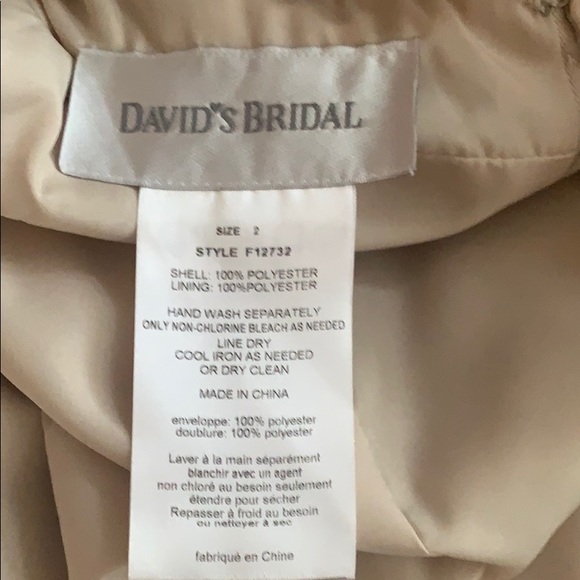 DAVID'S BRIDAL
SIZE 2
STYLE F12732
SHELL: 100% POLYESTER
LINING: 100%POLYESTER
HAND WASH SEPARATELY
ONLY NON-CHLORINE BLEACH AS NEEDED
LINE DRY
COOL IRON AS NEEDED
OR DRY CLEAN
MADE IN CHINA
enveloppe: 100% polyester
doublure: 100% polyester
Laver à la main séparément
blanchir avec un agent
non chloré au besoin seulement
étendre pour sécher
Repasser à froid au besoin
ou nettoyer à sec
fabriqué en Chine